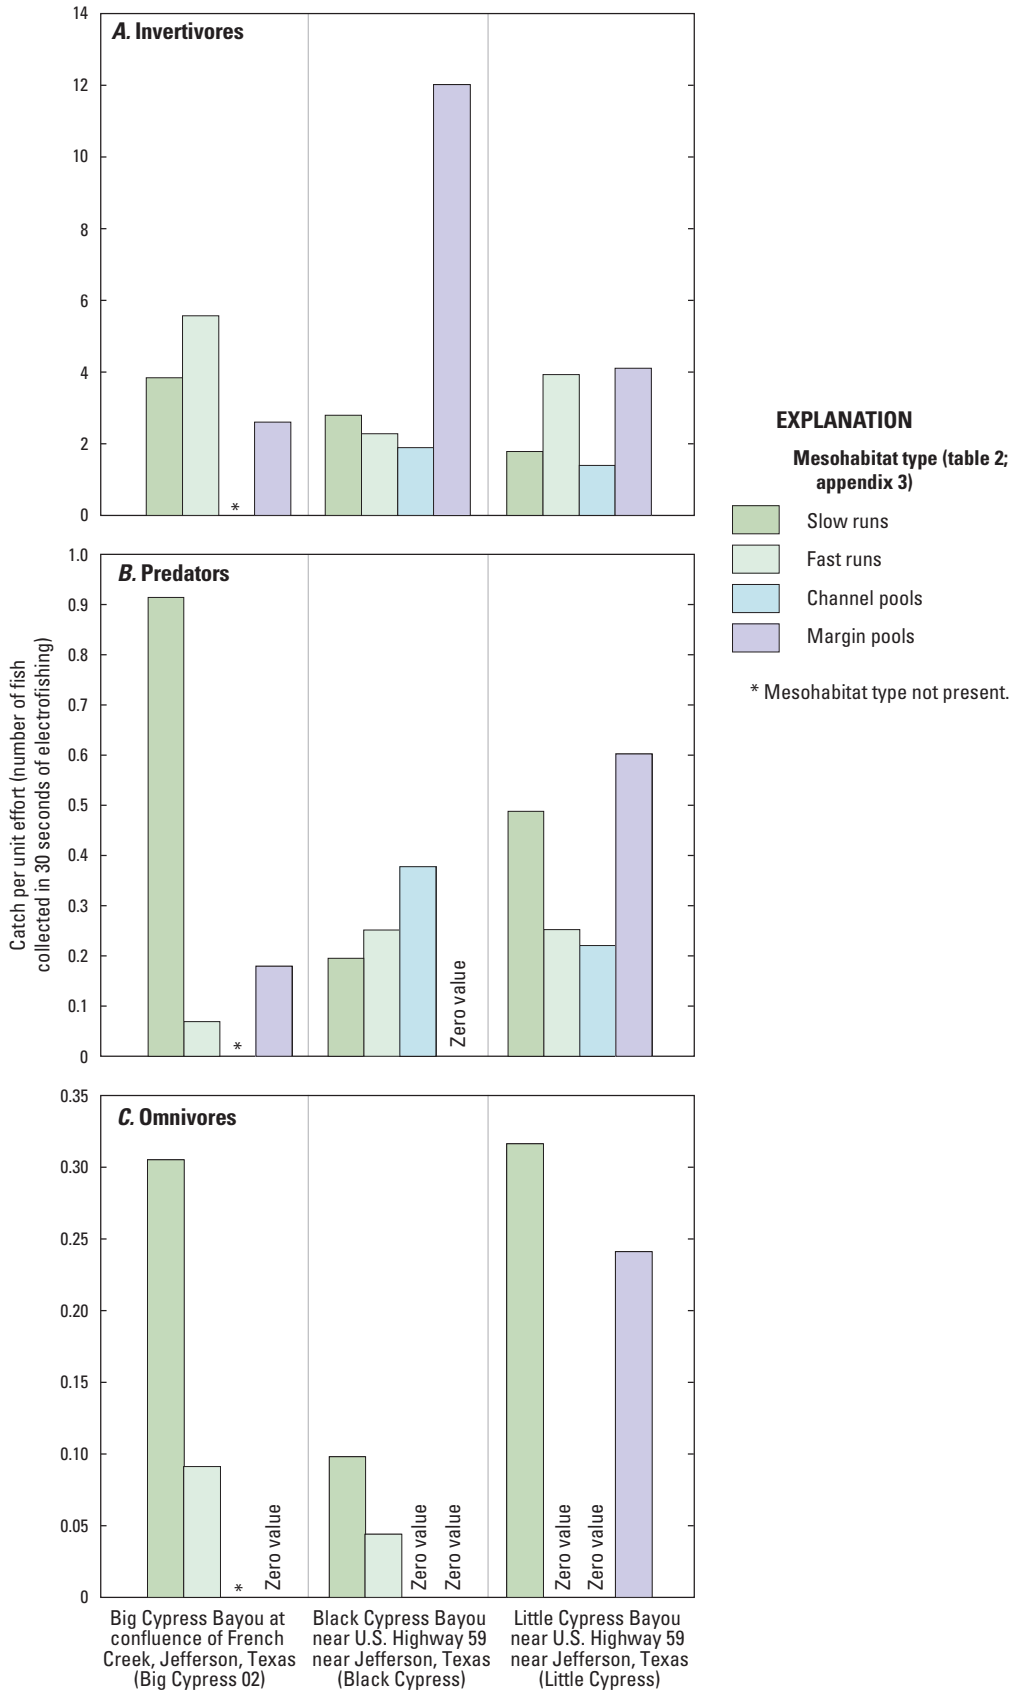 A. Invertivores
14
12
10
8
6
4
2
0
*
B. Predators
1.0
0.9
0.8
0.7
0.6
0.5
0.4
0.3
0.2
0.1
0
*
Zero value
Catch per unit effort (number of fish
collected in 30 seconds of electrofishing)
C. Omnivores
0.35
0.30
0.25
0.20
0.15
0.10
0.05
0
*
Zero value
Zero value
Zero value
Zero value
Zero value
Big Cypress Bayou at
confluence of French
Creek, Jefferson, Texas
(Big Cypress 02)
Black Cypress Bayou
near U.S. Highway 59
near Jefferson, Texas
(Black Cypress)
Little Cypress Bayou
near U.S. Highway 59
near Jefferson, Texas
(Little Cypress)
EXPLANATION
Mesohabitat type (table 2;
appendix 3)
Slow runs
Fast runs
Channel pools
Margin pools
* Mesohabitat type not present.